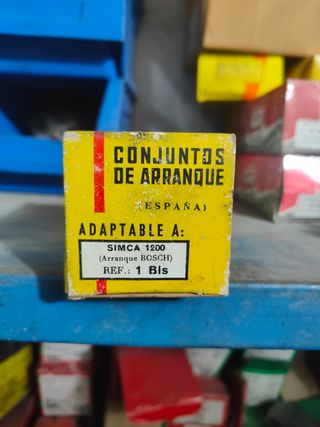 CONJUNTOS
DE ARRANQUE
(ESPAÑA)
ADAPTABLE A:
SIMCA 1200
(Arranque BOSCH)
REF.: 1 Bis